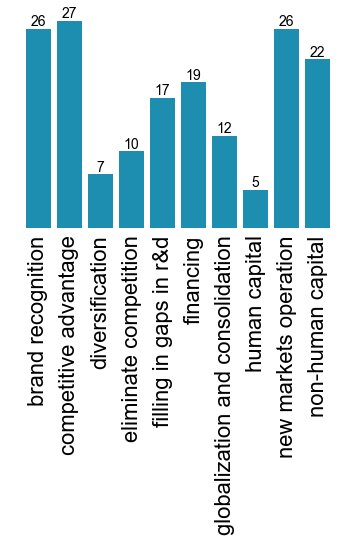 26
27
7
10
17
19
12
5
26
22
brand recognition
competitive advantage
diversification
eliminate competition
filling in gaps in r&d
financing
globalization and consolidation
human capital
new markets operation
non-human capital